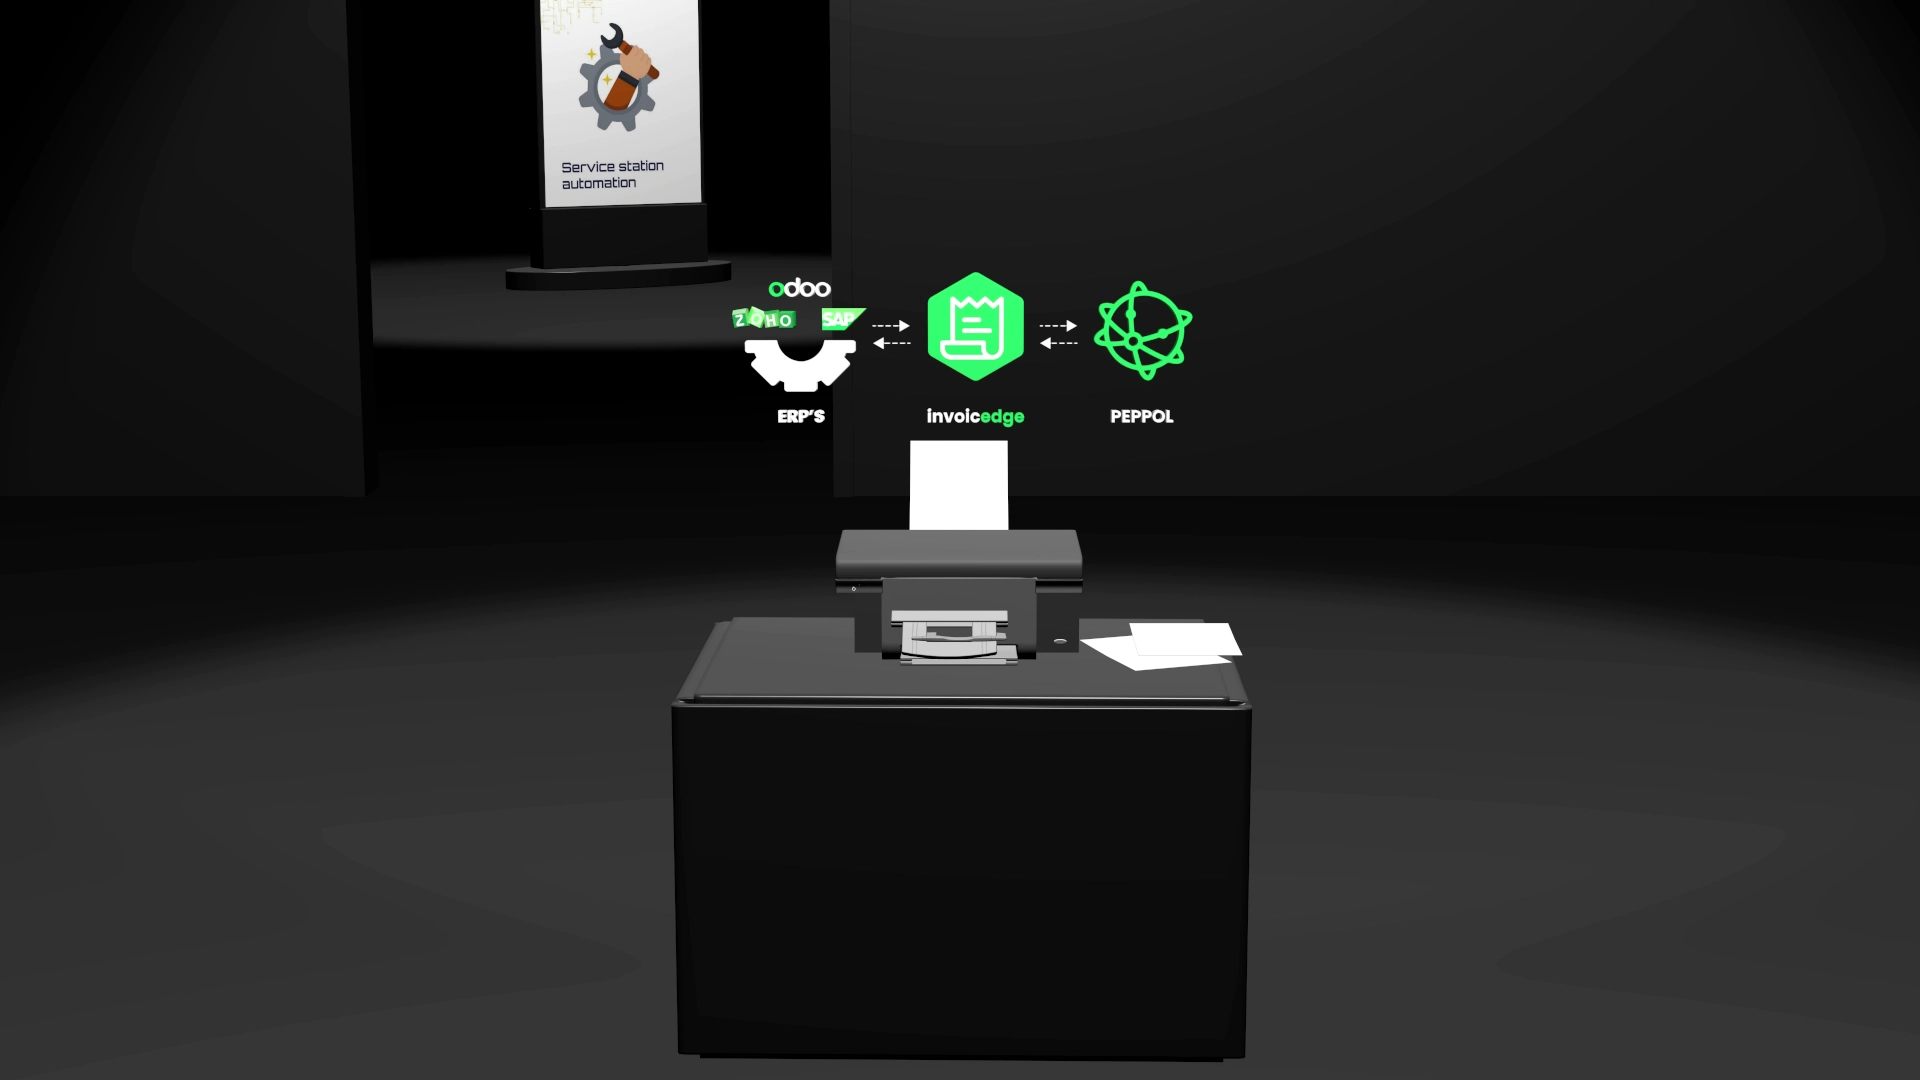 Service station
automation
odoo
ZOHO SAP
ERP'S
invoicedge
PEPPOL